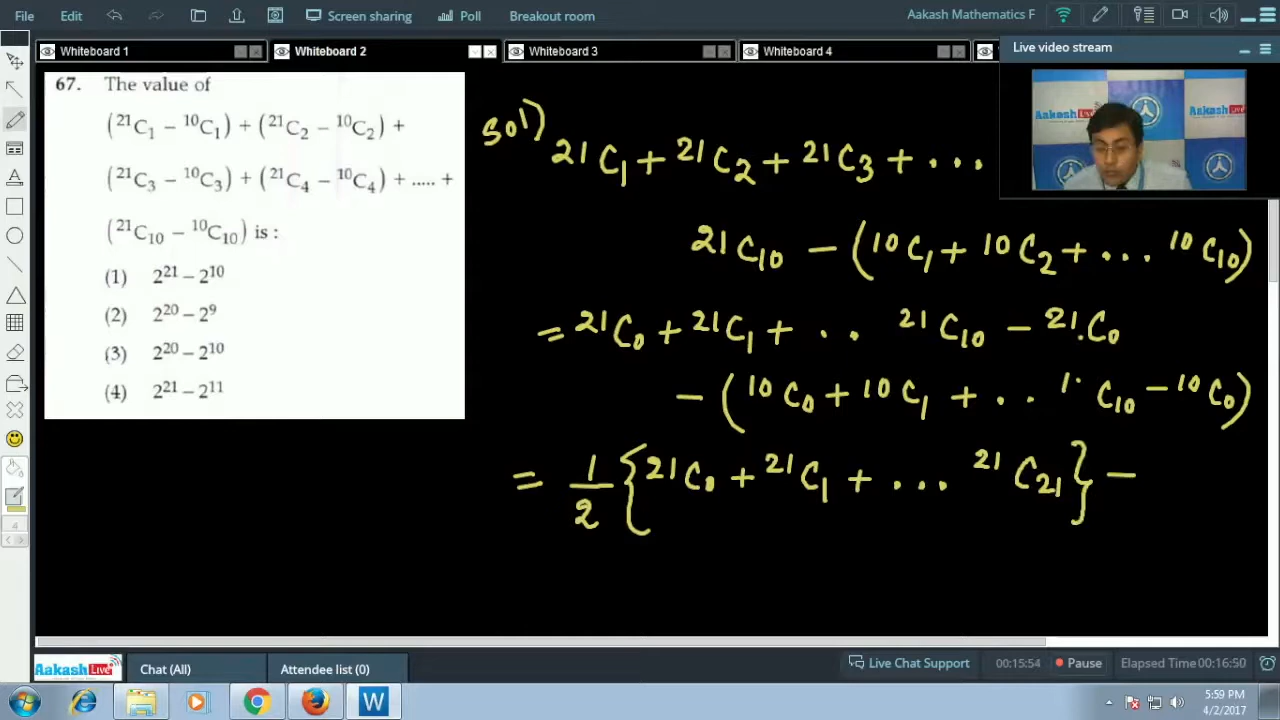 File Edit Screen sharing Poll Breakout room Aakash Mathematics F
Whiteboard 1 Whiteboard 2 Whiteboard 3 Whiteboard 4
Live video stream
67. The value of
(²¹C₁ − ¹⁰C₁) + (²¹C₂ − ¹⁰C₂) +
(²¹C₃ − ¹⁰C₃) + (²¹C₄ − ¹⁰C₄) + ..... +
(²¹C₁₀ − ¹⁰C₁₀) is :
(1) 2²¹ − 2¹⁰
(2) 2²⁰ − 2⁹
(3) 2²⁰ − 2¹⁰
(4) 2²¹ − 2¹¹
Sol)
²¹C₁ + ²¹C₂ + ²¹C₃ + ...
²¹C₁₀ − (¹⁰C₁ + ¹⁰C₂ + ... ¹⁰C₁₀)
= ²¹C₀ + ²¹C₁ + .. ²¹C₁₀ − ²¹C₀
− (¹⁰C₀ + ¹⁰C₁ + .. ¹·C₁₀ − ¹⁰C₀)
= 1/2 {²¹C₀ + ²¹C₁ + ... ²¹C₂₁} −
4
Aakash Live Chat (All) Attendee list (0) Live Chat Support 00:15:54 Pause Elapsed Time 00:16:50
5:59 PM
4/2/2017